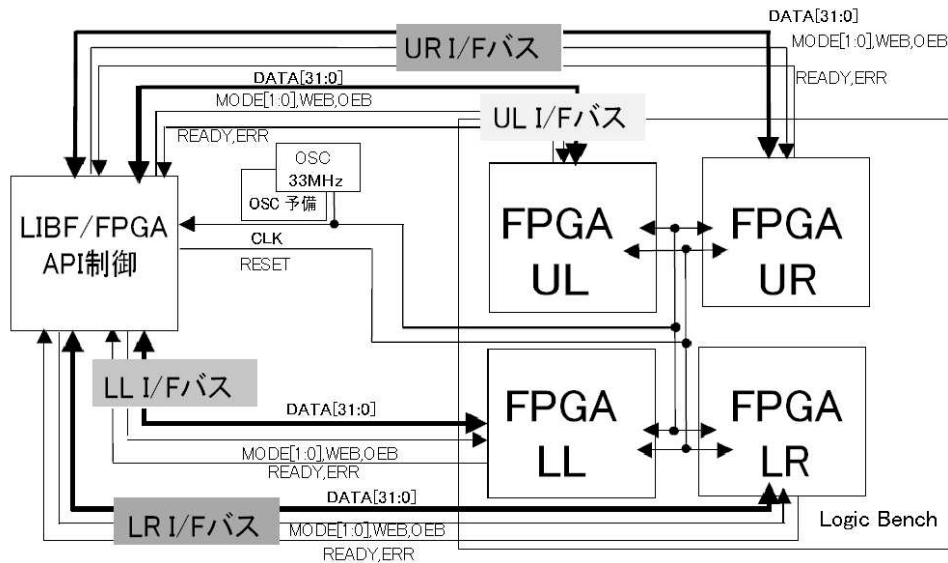 DATA[31:0]
UR I/Fバス
MODE[1:0],WEB,OEB
READY,ERR
DATA[31:0]
MODE[1:0],WEB,OEB
UL I/Fバス
READY,ERR
OSC
33MHz
OSC 予備
LIBF/FPGA
API制御
CLK
RESET
FPGA
UL
FPGA
UR
LL I/Fバス
DATA[31:0]
MODE[1:0],WEB,OEB
READY,ERR
FPGA
LL
FPGA
LR
DATA[31:0]
LR I/Fバス
MODE[1:0],WEB,OEB
READY,ERR
Logic Bench